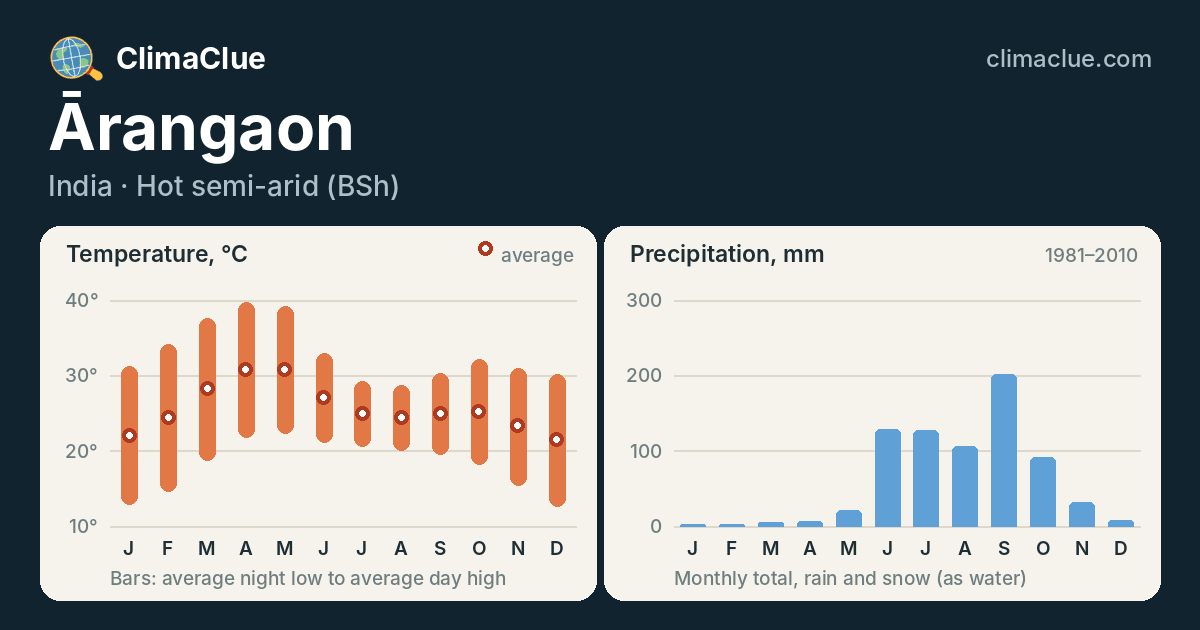 ClimaClue
climaclue.com
Ārangaon
India · Hot semi-arid (BSh)
Temperature, °C
average
40°
30°
20°
10°
J F M A M J J A S O N D
Bars: average night low to average day high
Precipitation, mm
1981–2010
300
200
100
0
J F M A M J J A S O N D
Monthly total, rain and snow (as water)